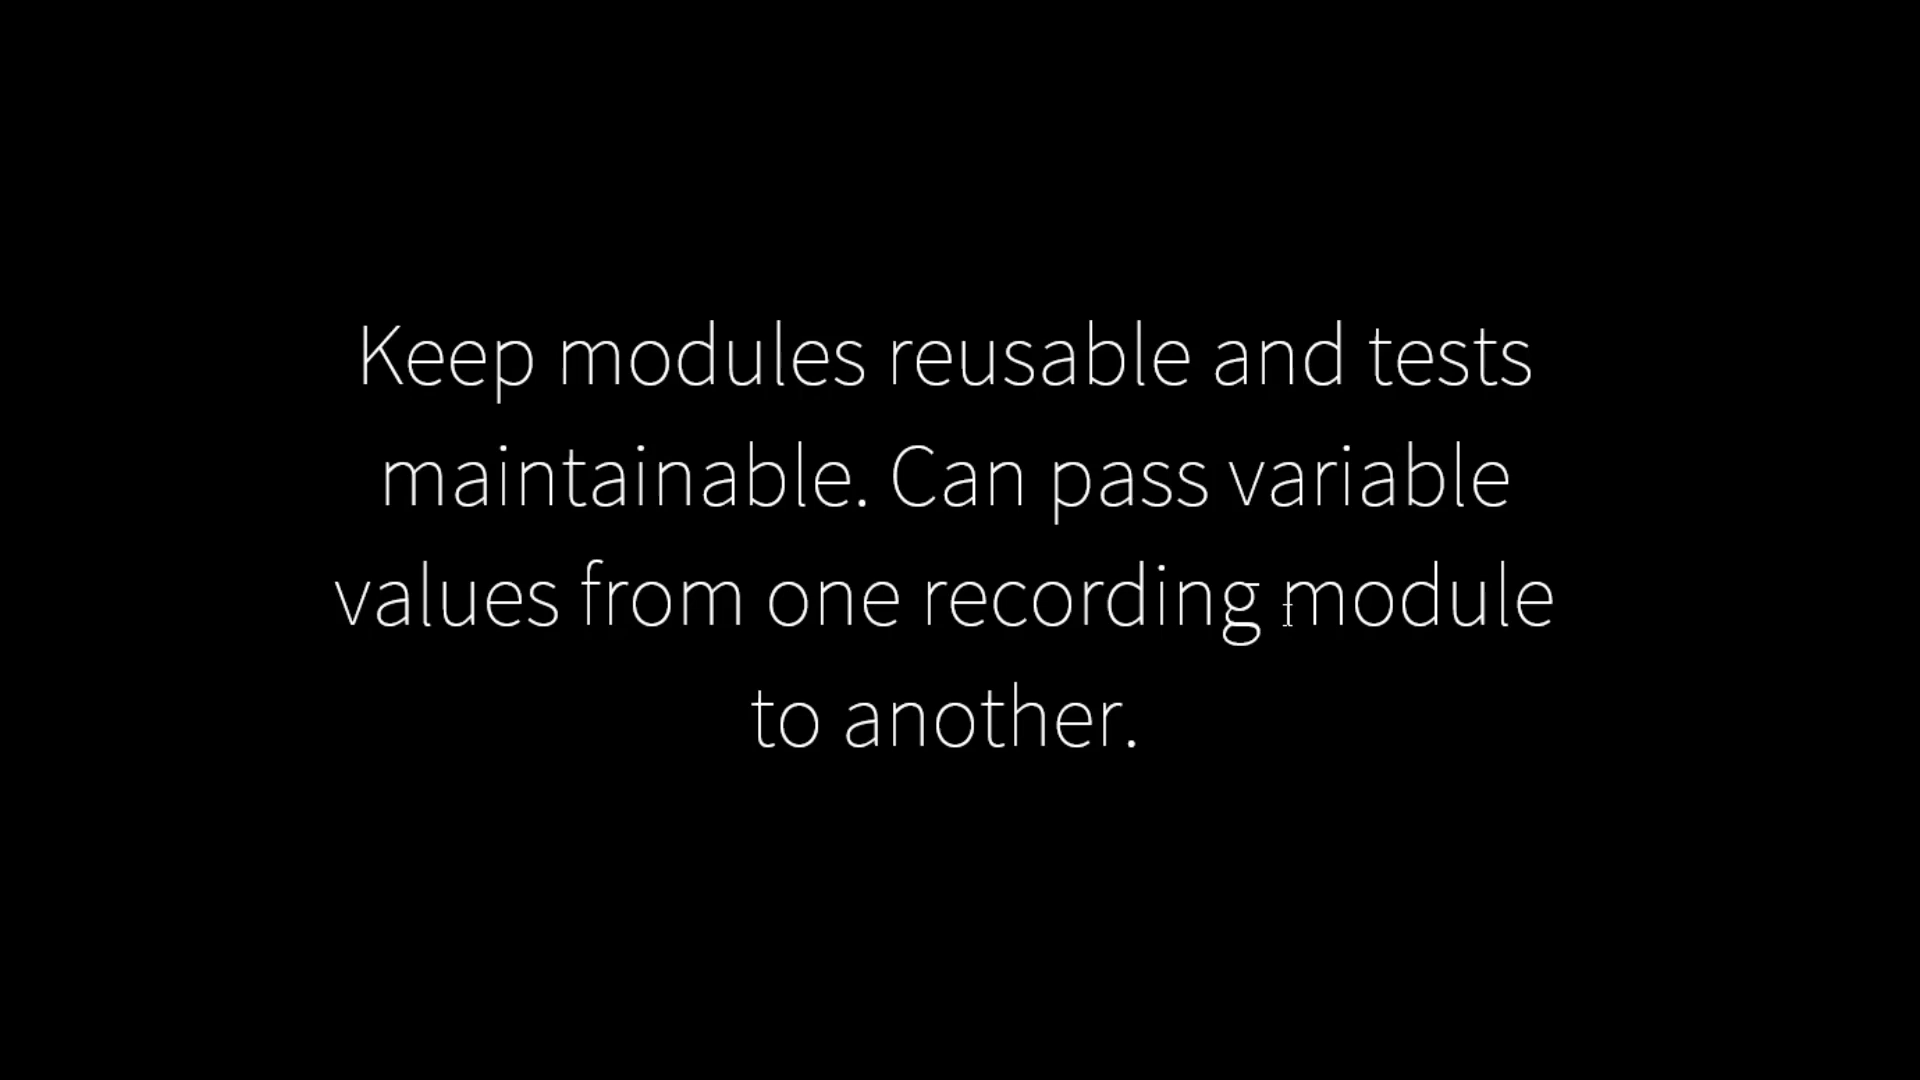 Keep modules reusable and tests
maintainable. Can pass variable
values from one recording module
to another.